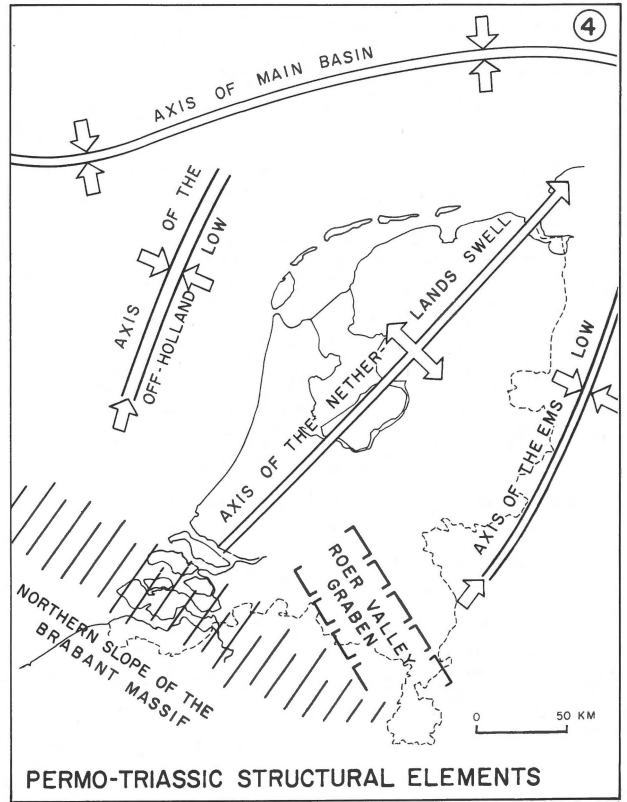 4
AXIS OF MAIN BASIN
AXIS OF THE
OFF-HOLLAND LOW
AXIS OF THE NETHER-
LANDS SWELL
AXIS OF THE EMS LOW
ROER VALLEY
GRABEN
NORTHERN SLOPE OF THE
BRABANT MASSIF
0 50 KM
PERMO-TRIASSIC STRUCTURAL ELEMENTS